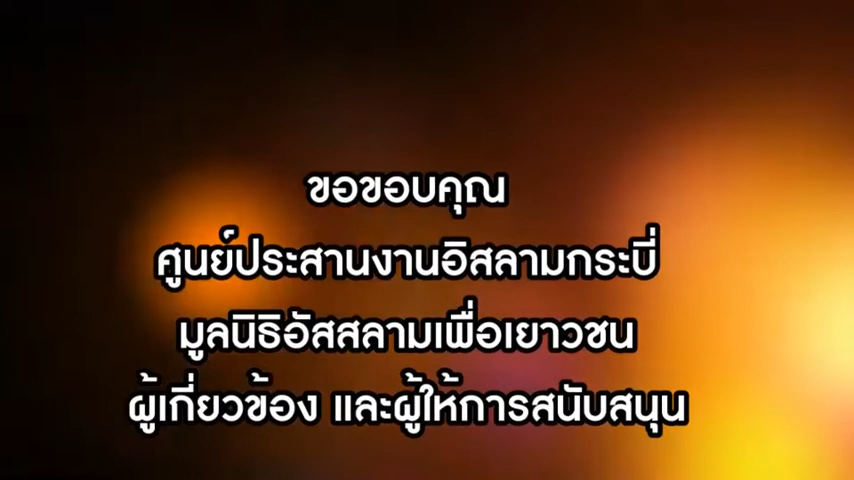 ขอขอบคุณ
ศูนย์ประสานงานอิสลามกระบี่
มูลนิธิอัสสลามเพื่อเยาวชน
ผู้เกี่ยวข้อง และผู้ให้การสนับสนุน